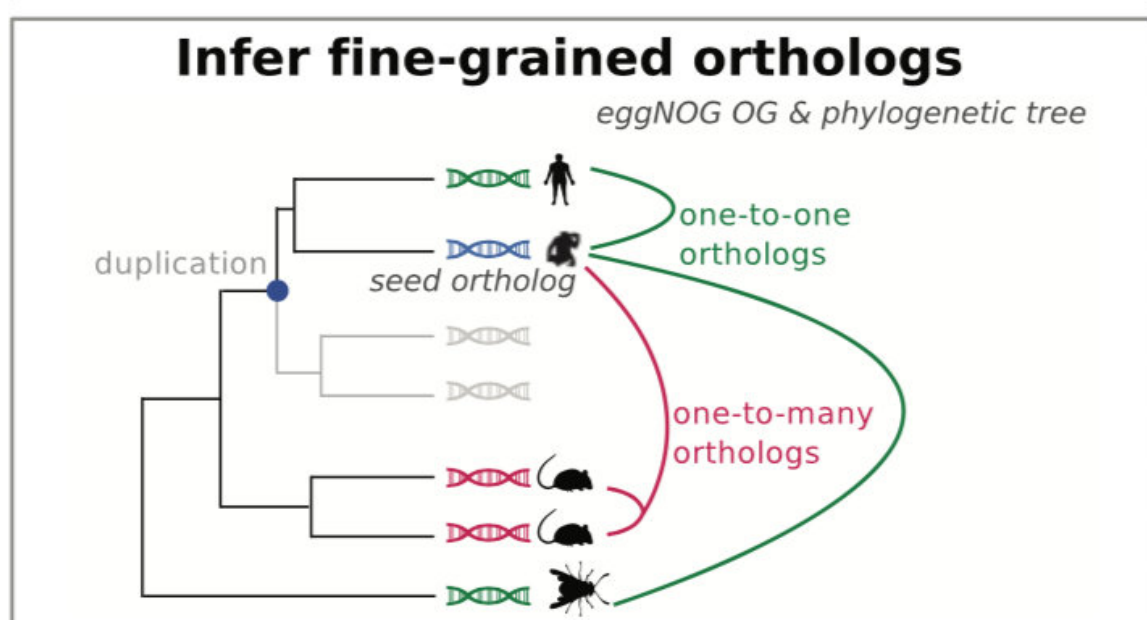 Infer fine-grained orthologs
eggNOG OG & phylogenetic tree
one-to-one
orthologs
duplication
seed ortholog
one-to-many
orthologs